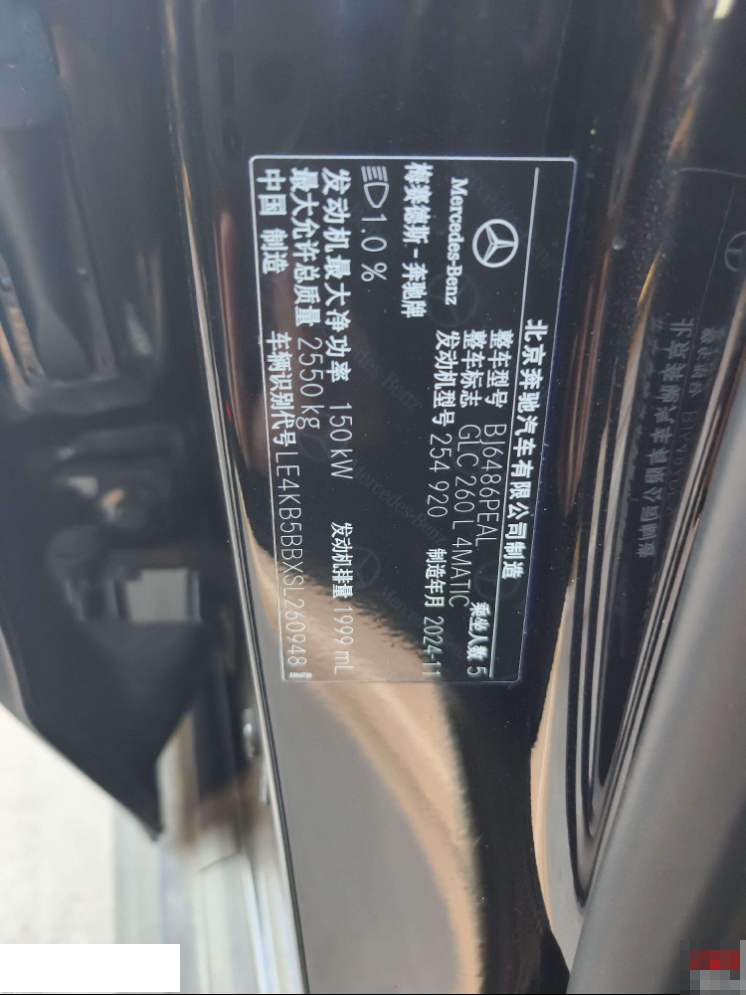 北京奔驰汽车有限公司制造
Mercedes-Benz
梅赛德斯-奔驰牌
整车型号 BJ6486PEAL
整车标志 GLC 260 L 4MATIC 乘坐人数 5
发动机型号 254 920 制造年月 2024-11
1.0 %
发动机最大净功率 150 kW 发动机排量 1999 mL
最大允许总质量 2550 kg
中国 制造 车辆识别代号 LE4KB5BBXSL260948